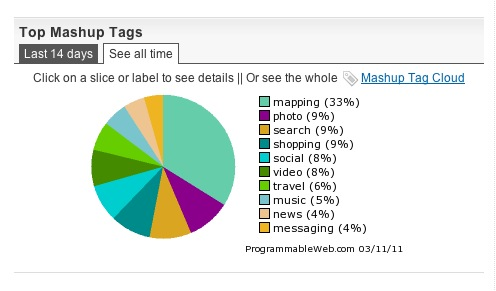 Top Mashup Tags
Last 14 days See all time
Click on a slice or label to see details || Or see the whole Mashup Tag Cloud
mapping (33%)
photo (9%)
search (9%)
shopping (9%)
social (8%)
video (8%)
travel (6%)
music (5%)
news (4%)
messaging (4%)
ProgrammableWeb.com 03/11/11